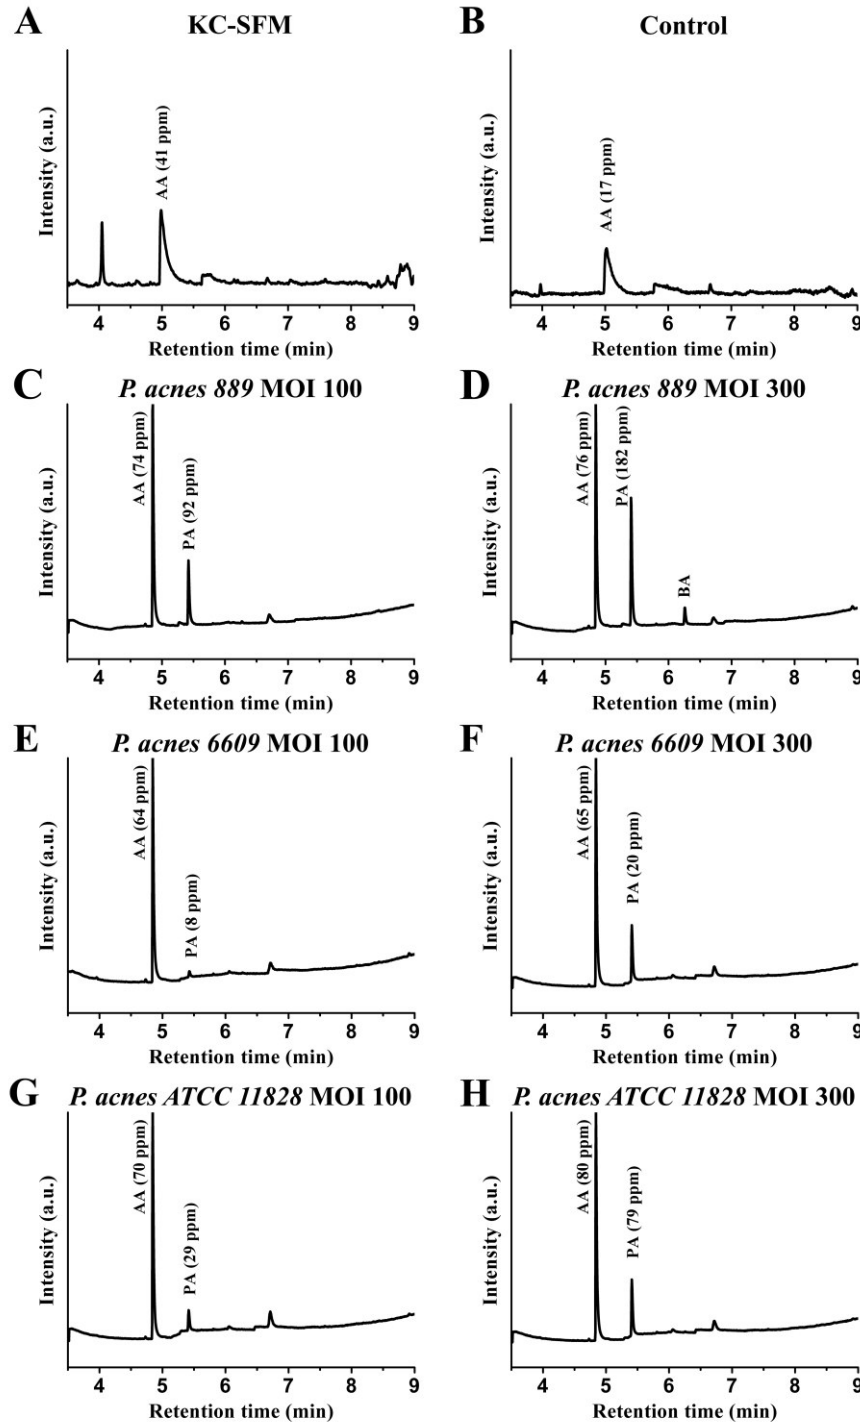 A
KC-SFM
Intensity (a.u.)
AA (41 ppm)
4 5 6 7 8 9
Retention time (min)
B
Control
Intensity (a.u.)
AA (17 ppm)
4 5 6 7 8 9
Retention time (min)
C
P. acnes 889 MOI 100
Intensity (a.u.)
AA (74 ppm)
PA (92 ppm)
4 5 6 7 8 9
Retention time (min)
D
P. acnes 889 MOI 300
Intensity (a.u.)
AA (76 ppm)
PA (182 ppm)
BA
4 5 6 7 8 9
Retention time (min)
E
P. acnes 6609 MOI 100
Intensity (a.u.)
AA (64 ppm)
PA (8 ppm)
4 5 6 7 8 9
Retention time (min)
F
P. acnes 6609 MOI 300
Intensity (a.u.)
AA (65 ppm)
PA (20 ppm)
4 5 6 7 8 9
Retention time (min)
G
P. acnes ATCC 11828 MOI 100
Intensity (a.u.)
AA (70 ppm)
PA (29 ppm)
4 5 6 7 8 9
Retention time (min)
H
P. acnes ATCC 11828 MOI 300
Intensity (a.u.)
AA (80 ppm)
PA (79 ppm)
4 5 6 7 8 9
Retention time (min)